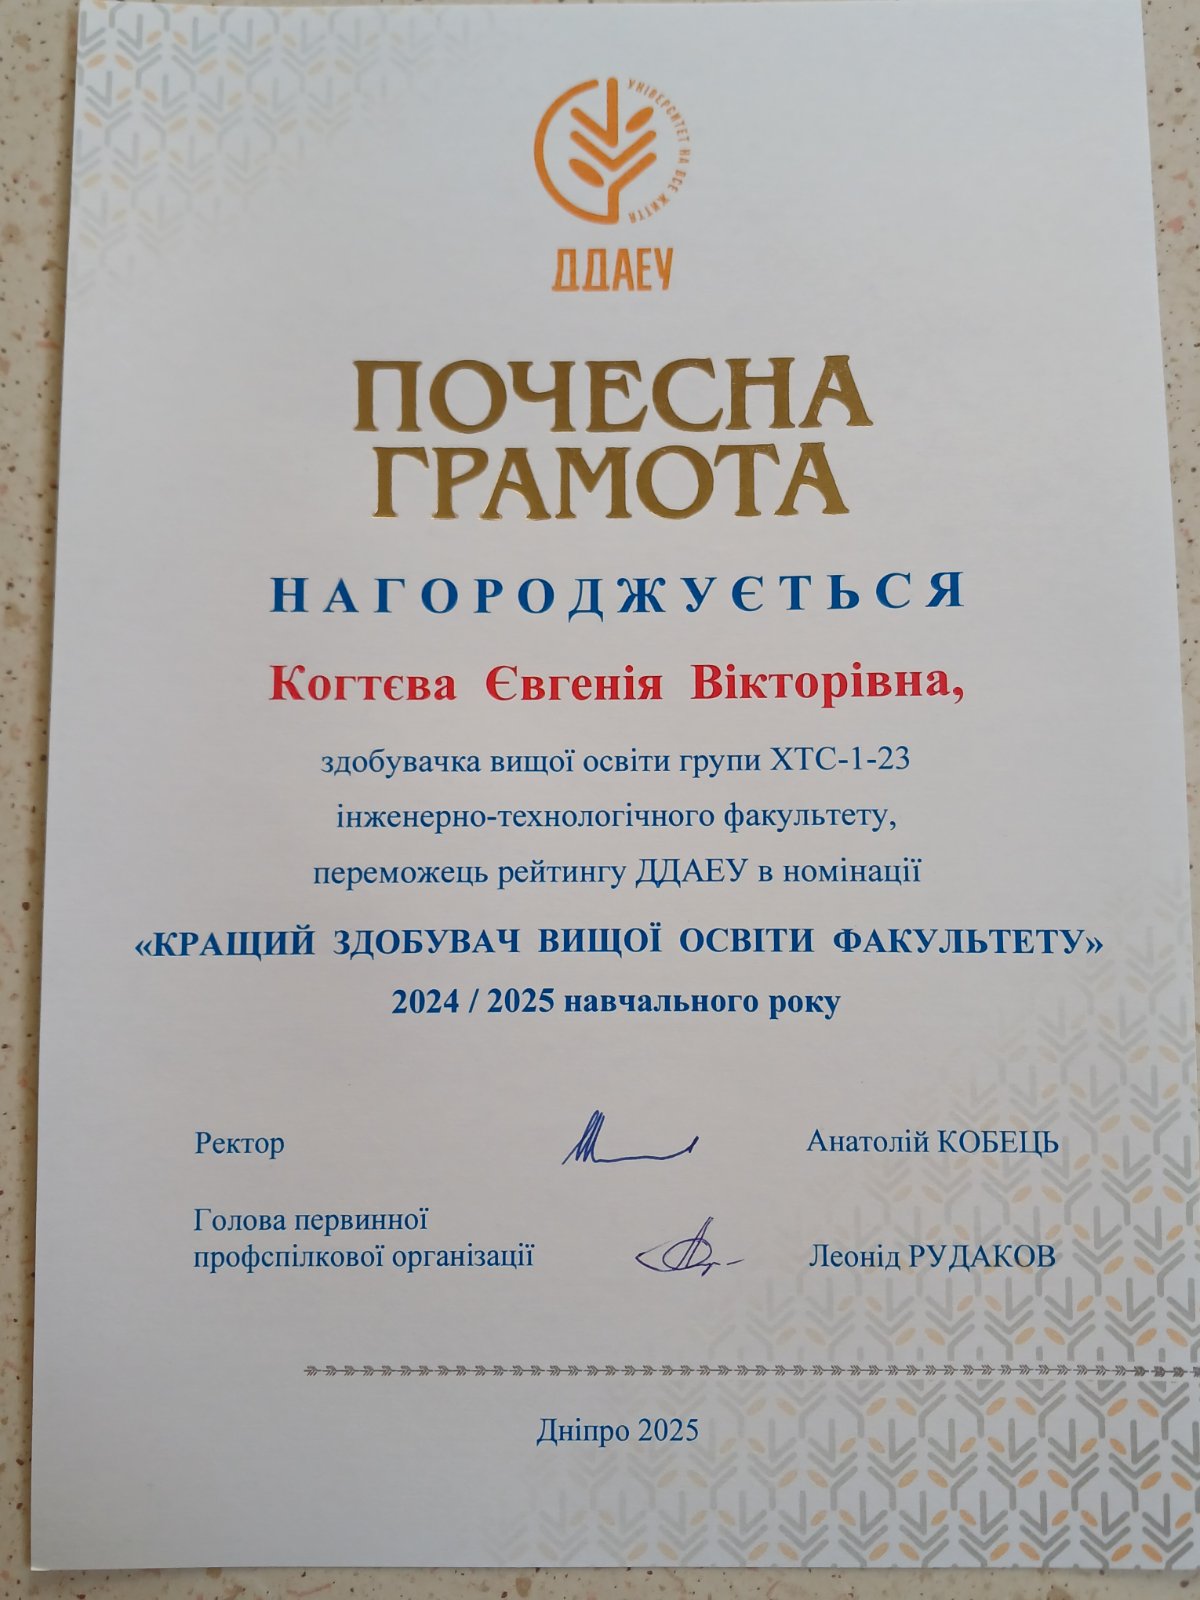 УНІВЕРСИТЕТ НА ВСЕ ЖИТТЯ
ДДАЕУ
ПОЧЕСНА
ГРАМОТА
НАГОРОДЖУЄТЬСЯ
Когтєва Євгенія Вікторівна,
здобувачка вищої освіти групи ХТС-1-23
інженерно-технологічного факультету,
переможець рейтингу ДДАЕУ в номінації
«КРАЩИЙ ЗДОБУВАЧ ВИЩОЇ ОСВІТИ ФАКУЛЬТЕТУ»
2024 / 2025 навчального року
Ректор Анатолій КОБЕЦЬ
Голова первинної
профспілкової організації Леонід РУДАКОВ
Дніпро 2025